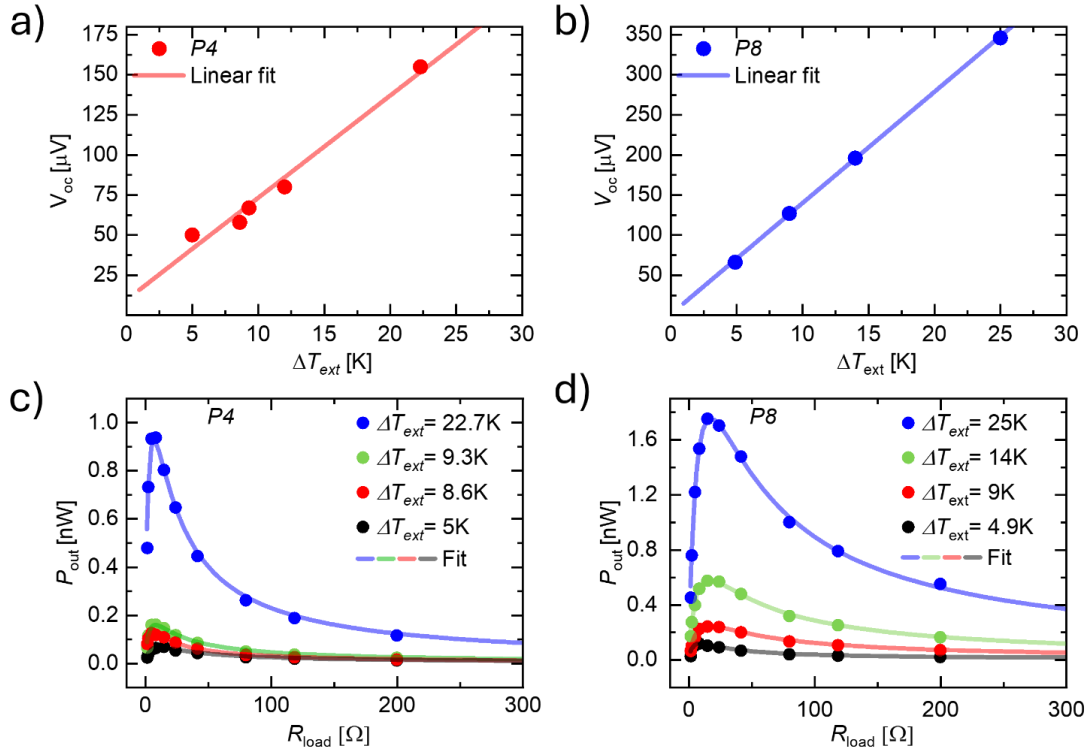 a)
175
150
125
100
75
50
25
V_oc [μV]
P4
Linear fit
0 5 10 15 20 25 30
ΔT_ext [K]
b)
350
300
250
200
150
100
50
V_oc [μV]
P8
Linear fit
0 5 10 15 20 25 30
ΔT_ext [K]
c)
1.0
0.8
0.6
0.4
0.2
0.0
P_out [nW]
P4
ΔT_ext= 22.7K
ΔT_ext= 9.3K
ΔT_ext= 8.6K
ΔT_ext= 5K
Fit
0 100 200 300
R_load [Ω]
d)
1.6
1.2
0.8
0.4
0.0
P_out [nW]
P8
ΔT_ext= 25K
ΔT_ext= 14K
ΔT_ext= 9K
ΔT_ext= 4.9K
Fit
0 100 200 300
R_load [Ω]